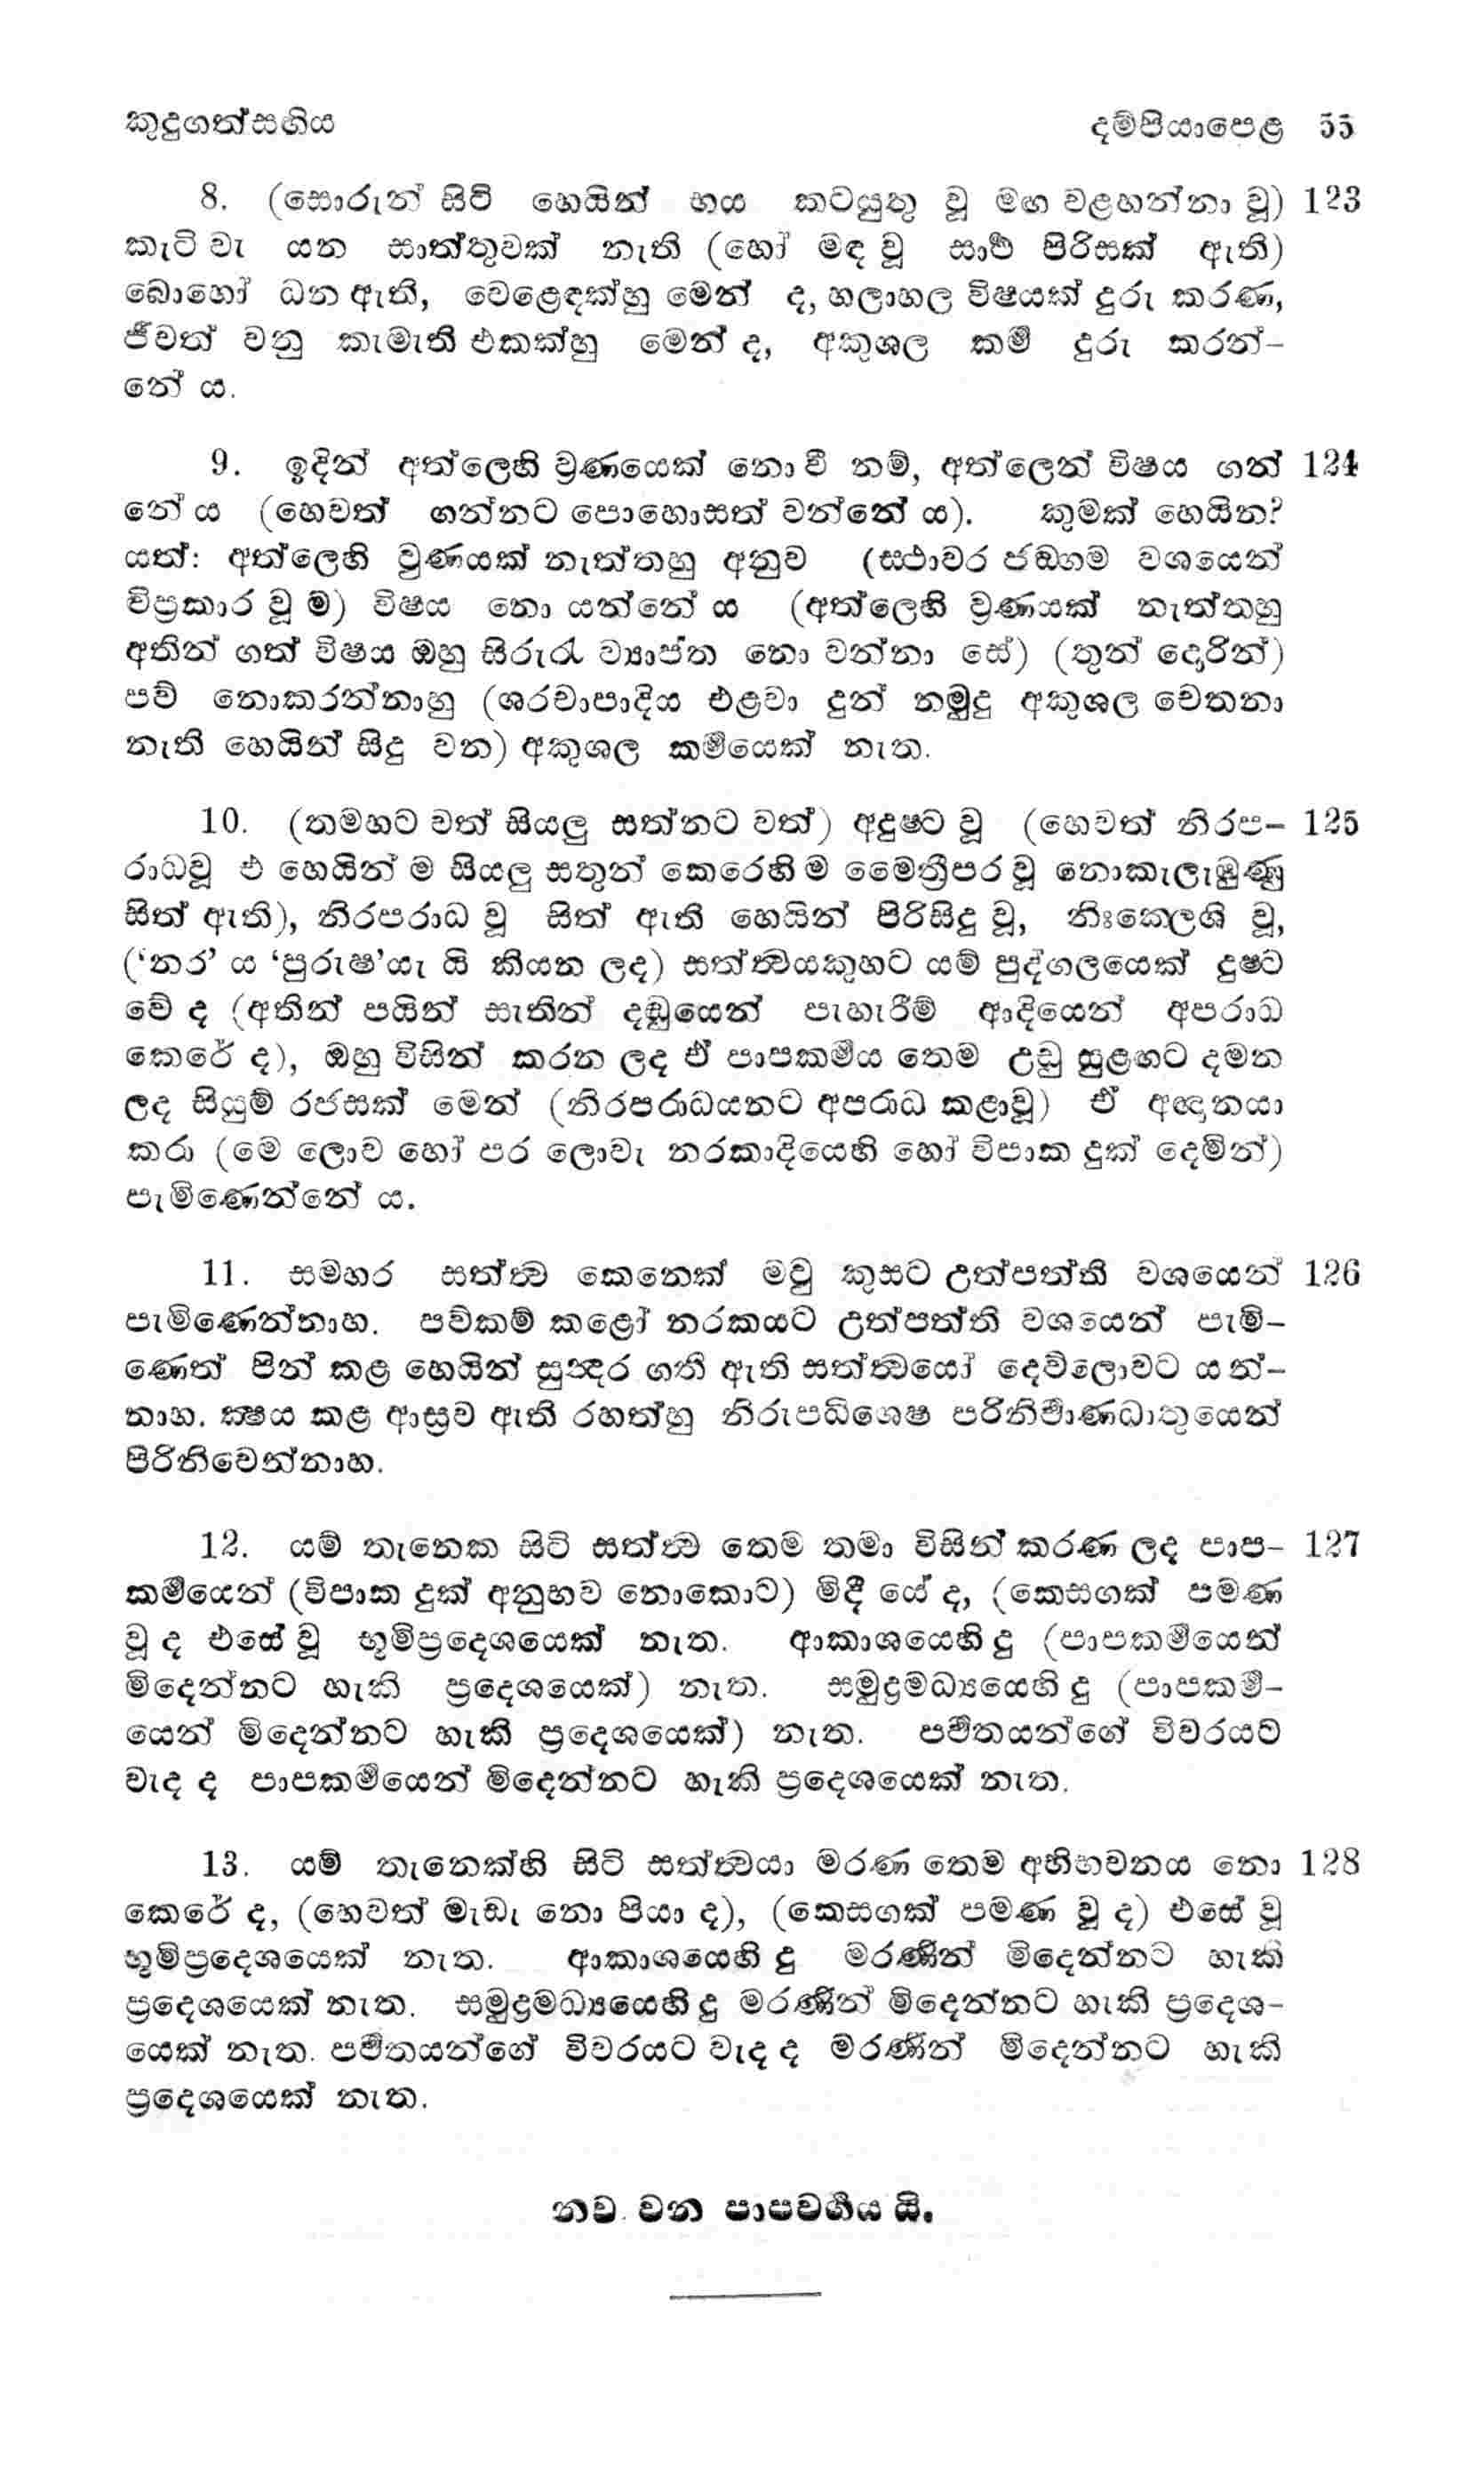 කුදුගත්සඟිය දම්පියාපෙළ 55
8. (සොරුන් සිටි හෙයින් භය කටයුතු වූ මඟ වළහන්නා වූ) 123
කැටි වැ යන සාත්තුවක් නැති (හෝ මඳ වූ සාර්‍ථ පිරිසක් ඇති)
බොහෝ ධන ඇති, වෙළෙඳක්හු මෙන් ද, හලාහල විෂයක් දුරු කරණ,
ජීවත් වනු කැමැති එකක්හු මෙන් ද, අකුශල කර්‍ම දුරු කරන්-
නේ ය.
9. ඉදින් අත්ලෙහි ව්‍රණයෙක් නො වී නම්, අත්ලෙන් විෂය ගන් 124
නේ ය (හෙවත් ගන්නට පොහොසත් වන්නේ ය). කුමක් හෙයින?
යත්: අත්ලෙහි වුණයක් නැත්තහු අනුව (ස්ථාවර ජඞ්ගම වශයෙන්
විප්‍රකාර වූ ම) විෂය නො යන්නේ ය (අත්ලෙහි ව්‍රණයක් නැත්තහු
අතින් ගත් විෂය ඔහු සිරුරැ ව්‍යාප්ත නො වන්නා සේ) (තුන් දෙරින්)
පව් නොකරන්නාහු (ශරචාපාදිය එළවා දුන් නමුදු අකුශල චෙතනා
නැති හෙයින් සිදු වන) අකුශල කර්‍මයෙක් නැත.
10. (තමහට වත් සියලු සත්නට වත්) අදුෂ්ට වූ (හෙවත් නිරප- 125
රාධවූ එ හෙයින් ම සියලු සතුන් කෙරෙහි ම මෛත්‍රීපර වූ නොකැලැඹුණු
සිත් ඇති), නිරපරාධ වූ සිත් ඇති හෙයින් පිරිසිදු වූ, නිඃකෙලශී වූ,
(‘නර’ ය ‘පුරුෂ’යැ යි කියන ලද) සත්ත්‍වයකුහට යම් පුද්ගලයෙක් දුෂ්ට
වේ ද (අතින් පයින් සැතින් දඬුයෙන් පැහැරීම් ආදියෙන් අපරාධ
කෙරේ ද), ඔහු විසින් කරන ලද ඒ පාපකර්‍මය තෙම උඩු සුළඟට දමන
ලද සියුම් රජසක් මෙන් (නිරපරාධයනට අපරාධ කළාවූ) ඒ අඥානයා
කරා (මෙ ලොව හෝ පර ලොවැ නරකාදියෙහි හෝ විපාක දුක් දෙමින්)
පැමිණෙන්නේ ය.
11. සමහර සත්ත්‍ව කෙනෙක් මවු කුසට උත්පත්ති වශයෙන් 126
පැමිණෙන්නාහ. පව්කම් කළෝ නරකයට උත්පත්ති වශයෙන් පැමි-
ණෙත් පින් කළ හෙයින් සුන්‍දර ගති ඇති සත්ත්‍වයෝ දෙව්ලොවට යන්-
නාහ. ක්‍ෂය කළ ආස්‍රව ඇති රහත්හු නිරුපධිශෙෂ පරිනිර්‍වාණධාතුයෙන්
පිරිනිවෙන්නාහ.
12. යම් තැනෙක සිටි සත්ත්‍ව තෙම තමා විසින් කරණ ලද පාප- 127
කර්‍මයෙන් (විපාක දුක් අනුභව නොකොට) මිදී යේ ද, (කෙසගක් පමණ
වූ ද එසේ වූ භූමිප්‍රදෙශයෙක් නැත. ආකාශයෙහි දු (පාපකර්‍මයෙන්
මිදෙන්නට හැකි ප්‍රදෙශයෙක්) නැත. සමුද්‍රමධ්‍යයෙහි දු (පාපකර්‍ම-
යෙන් මිදෙන්නට හැකි ප්‍රදෙශයෙක්) නැත. පර්‍වතයන්ගේ විවරයට
වැද ද පාපකර්‍මයෙන් මිදෙන්නට හැකි ප්‍රදෙශයෙක් නැත.
13. යම් තැනෙක්හි සිටි සත්ත්‍වයා මරණ තෙම අභිභවනය නො 128
කෙරේ ද, (හෙවත් මැඩැ නො පියා ද), (කෙසගක් පමණ වූ ද) එසේ වූ
භූමිප්‍රදෙශයෙක් නැත. ආකාශයෙහි දු මරණින් මිදෙන්නට හැකි
ප්‍රදෙශයෙක් නැත. සමුද්‍රමධ්‍යයෙහි දු මරණින් මිදෙන්නට හැකි ප්‍රදෙශ-
යෙක් නැත. පර්‍වතයන්ගේ විවරයට වැද ද මරණින් මිදෙන්නට හැකි
ප්‍රදෙශයෙක් නැත.
නව වන පාපවර්‍ගය යි.